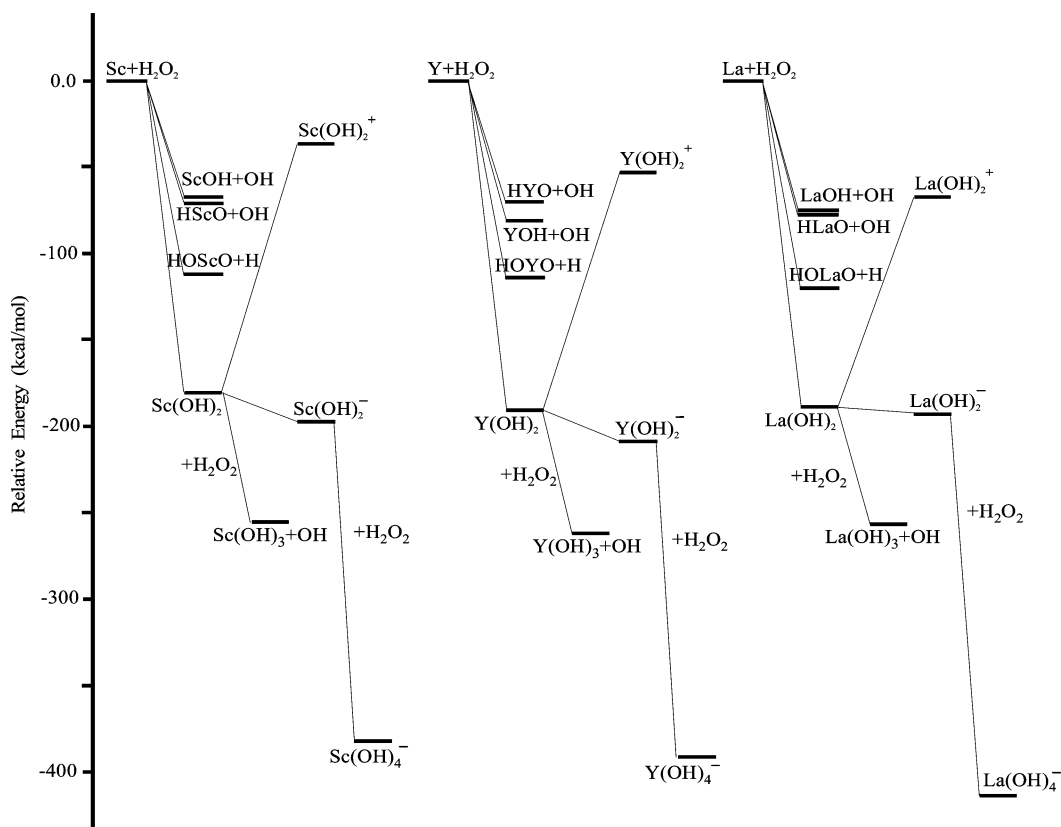 Relative Energy (kcal/mol)
0.0
-100
-200
-300
-400
Sc+H₂O₂
Sc(OH)₂⁺
ScOH+OH
HScO+OH
HOScO+H
Sc(OH)₂
Sc(OH)₂⁻
+H₂O₂
Sc(OH)₃+OH
+H₂O₂
Sc(OH)₄⁻
Y+H₂O₂
Y(OH)₂⁺
HYO+OH
YOH+OH
HOYO+H
Y(OH)₂
Y(OH)₂⁻
+H₂O₂
Y(OH)₃+OH
+H₂O₂
Y(OH)₄⁻
La+H₂O₂
La(OH)₂⁺
LaOH+OH
HLaO+OH
HOLaO+H
La(OH)₂
La(OH)₂⁻
+H₂O₂
+H₂O₂
La(OH)₃+OH
La(OH)₄⁻